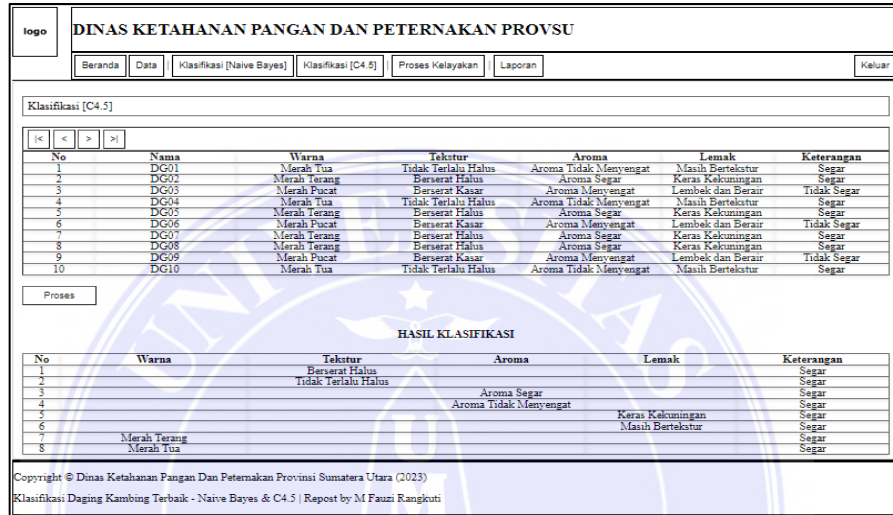 logo
DINAS KETAHANAN PANGAN DAN PETERNAKAN PROVSU
Beranda Data | Klasifikasi [Naive Bayes] Klasifikasi [C4.5] | Proses Kelayakan | Laporan Keluar
Klasifikasi [C4.5]
|< < > >|
No Nama Warna Tekstur Aroma Lemak Keterangan
1 DG01 Merah Tua Tidak Terlalu Halus Aroma Tidak Menyengat Masih Bertekstur Segar
2 DG02 Merah Terang Berserat Halus Aroma Segar Keras Kekuningan Segar
3 DG03 Merah Pucat Berserat Kasar Aroma Menyengat Lembek dan Berair Tidak Segar
4 DG04 Merah Tua Tidak Terlalu Halus Aroma Tidak Menyengat Masih Bertekstur Segar
5 DG05 Merah Terang Berserat Halus Aroma Segar Keras Kekuningan Segar
6 DG06 Merah Pucat Berserat Kasar Aroma Menyengat Lembek dan Berair Tidak Segar
7 DG07 Merah Terang Berserat Halus Aroma Segar Keras Kekuningan Segar
8 DG08 Merah Terang Berserat Halus Aroma Segar Keras Kekuningan Segar
9 DG09 Merah Pucat Berserat Kasar Aroma Menyengat Lembek dan Berair Tidak Segar
10 DG10 Merah Tua Tidak Terlalu Halus Aroma Tidak Menyengat Masih Bertekstur Segar
Proses
HASIL KLASIFIKASI
No Warna Tekstur Aroma Lemak Keterangan
1 Berserat Halus Segar
2 Tidak Terlalu Halus Segar
3 Aroma Segar Segar
4 Aroma Tidak Menyengat Segar
5 Keras Kekuningan Segar
6 Masih Bertekstur Segar
7 Merah Terang Segar
8 Merah Tua Segar
Copyright © Dinas Ketahanan Pangan Dan Peternakan Provinsi Sumatera Utara (2023)
Klasifikasi Daging Kambing Terbaik - Naive Bayes & C4.5 | Repost by M Fauzi Rangkuti